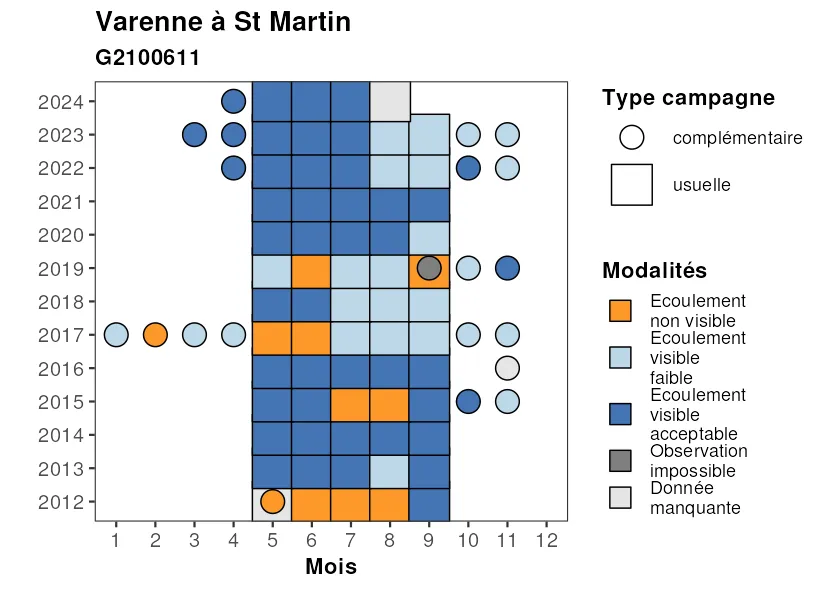 Varenne à St Martin
G2100611
2024
2023
2022
2021
2020
2019
2018
2017
2016
2015
2014
2013
2012
1 2 3 4 5 6 7 8 9 10 11 12
Mois
Type campagne
complémentaire
usuelle
Modalités
Ecoulement
non visible
Ecoulement
visible
faible
Ecoulement
visible
acceptable
Observation
impossible
Donnée
manquante